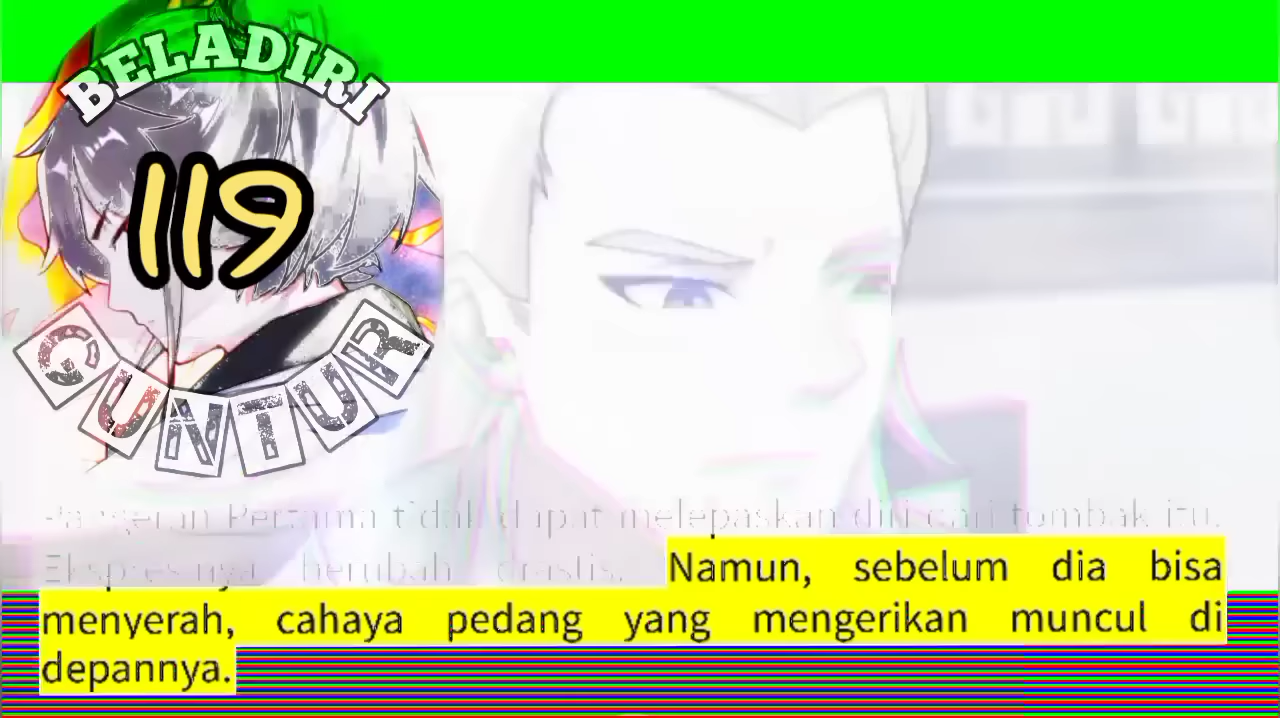 BELADIRI
119
GUNTUR
Pangeran Pertama tidak dapat melepaskan diri dari tombak itu.
Ekspresinya berubah drastis. Namun, sebelum dia bisa
menyerah, cahaya pedang yang mengerikan muncul di
depannya.